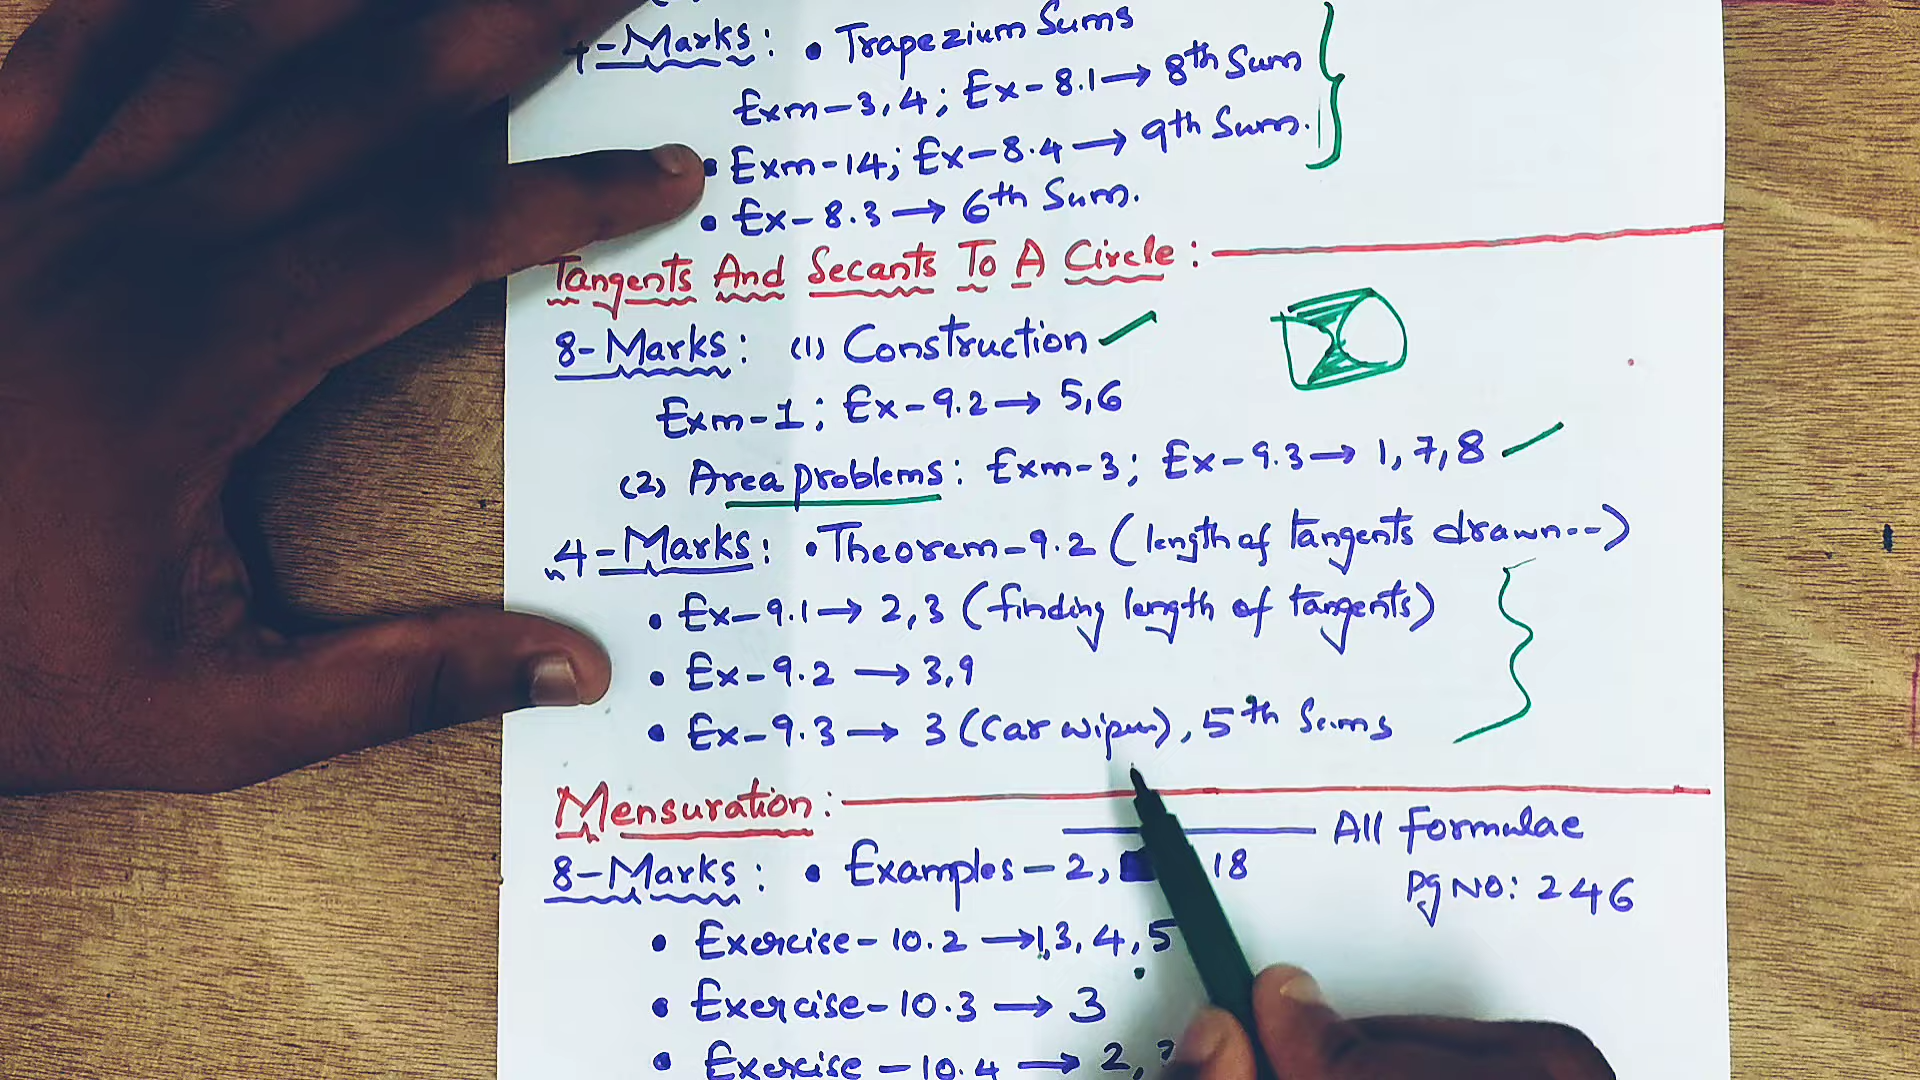 4-Marks: • Trapezium Sums
Exm-3,4; Ex-8.1→ 8th Sum
• Exm-14; Ex-8.4→ 9th Sum.
• Ex-8.3→ 6th Sum.
Tangents And Secants To A Circle:
8-Marks: (1) Construction ✓
Exm-1; Ex-9.2→ 5,6
(2) Area problems: Exm-3; Ex-9.3→ 1,7,8 ✓
4-Marks: • Theorem-9.2 (length of tangents drawn--)
• Ex-9.1→ 2,3 (finding length of tangents)
• Ex-9.2 → 3,9
• Ex-9.3→ 3 (Car wiper), 5th Sums
Mensuration:
All formulae
8-Marks: • Examples-2, 18
Pg NO: 246
• Exercise-10.2 →1,3,4,5
• Exercise-10.3 → 3
• Exercise-10.4 → 2,